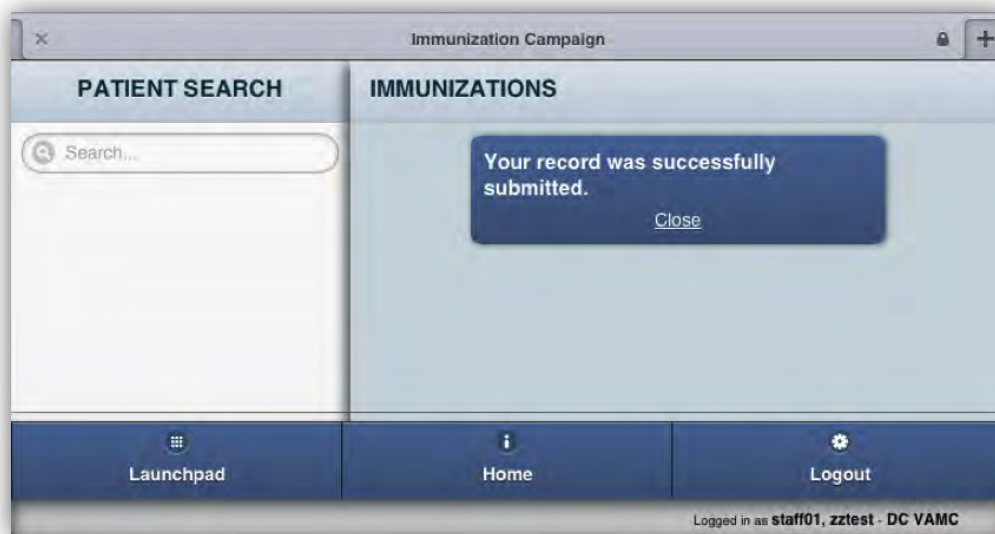 Immunization Campaign
PATIENT SEARCH
IMMUNIZATIONS
Search...
Your record was successfully
submitted.
Close
Launchpad
Home
Logout
Logged in as staff01, zztest - DC VAMC